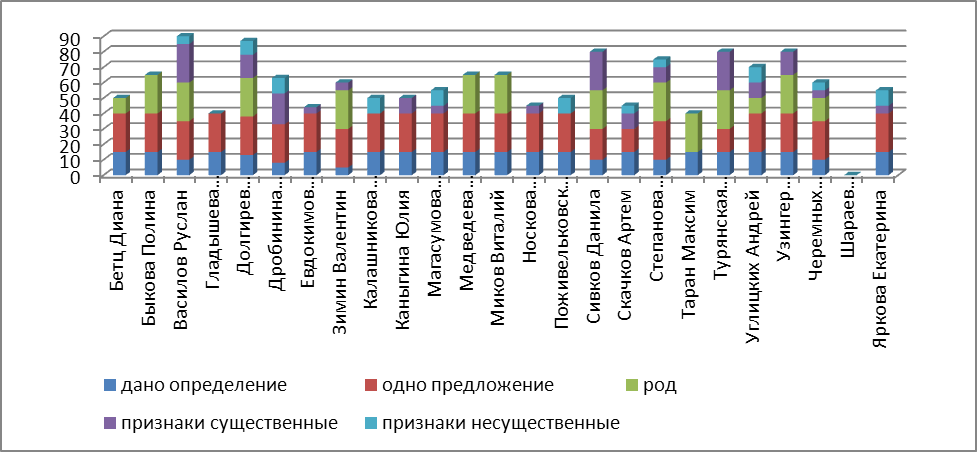 90
80
70
60
50
40
30
20
10
0
Бетц Диана
Быкова Полина
Василов Руслан
Гладышева…
Долгирев…
Дробинина…
Евдокимов…
Зимин Валентин
Калашникова…
Каныгина Юлия
Магасумова…
Медведева…
Миков Виталий
Носкова…
Поживельковск…
Сивков Данила
Скачков Артем
Степанова…
Таран Максим
Турянская…
Углицких Андрей
Узингер…
Черемных…
Шараев…
Яркова Екатерина
дано определение одно предложение род
признаки существенные признаки несущественные